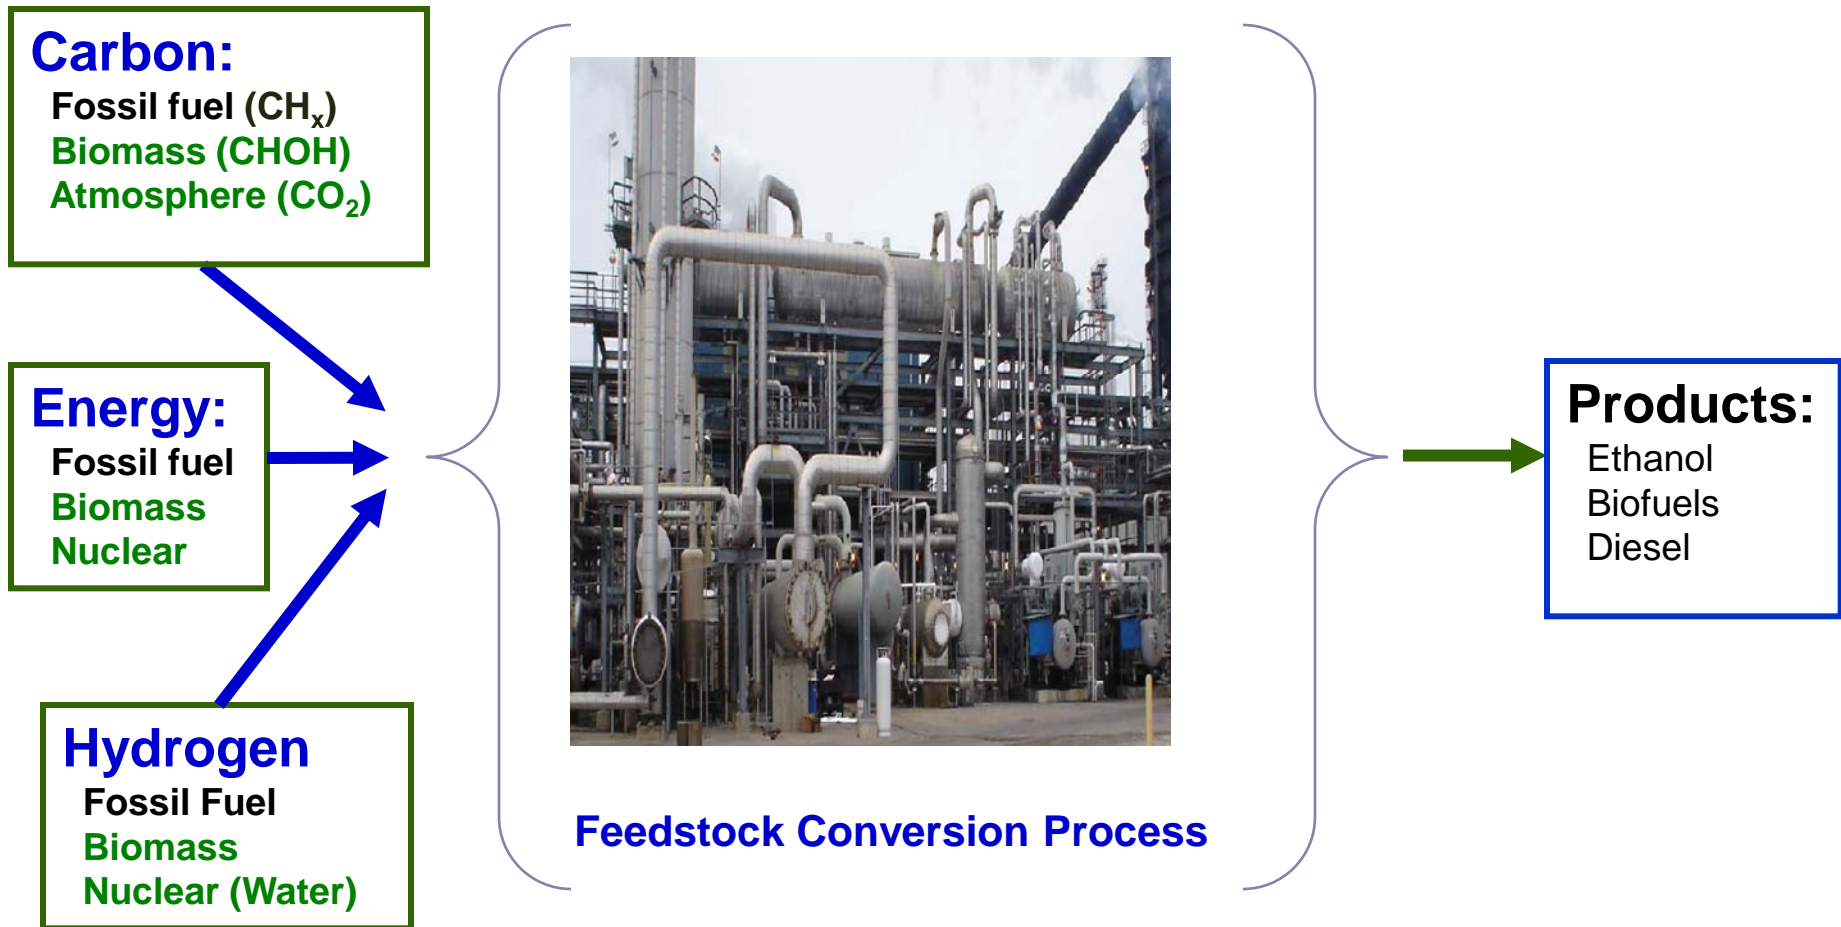 Carbon:
Fossil fuel (CHx)
Biomass (CHOH)
Atmosphere (CO2)
Energy:
Fossil fuel
Biomass
Nuclear
Hydrogen
Fossil Fuel
Biomass
Nuclear (Water)
Feedstock Conversion Process
Products:
Ethanol
Biofuels
Diesel